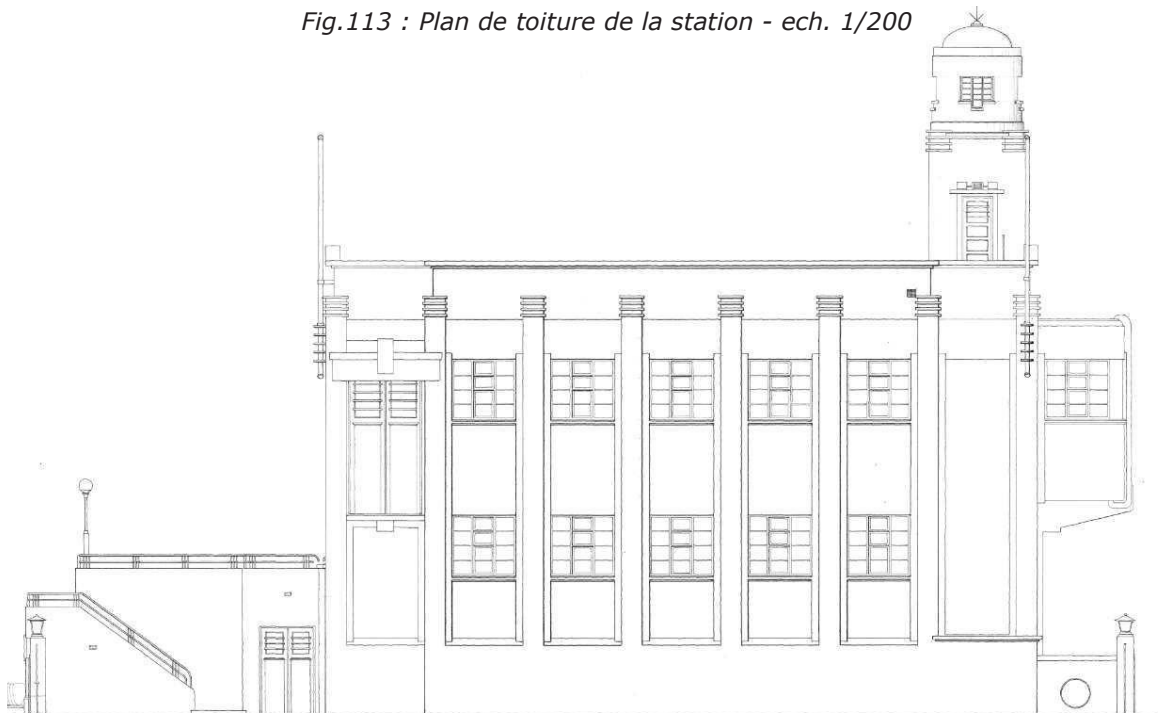 Fig.113 : Plan de toiture de la station - ech. 1/200